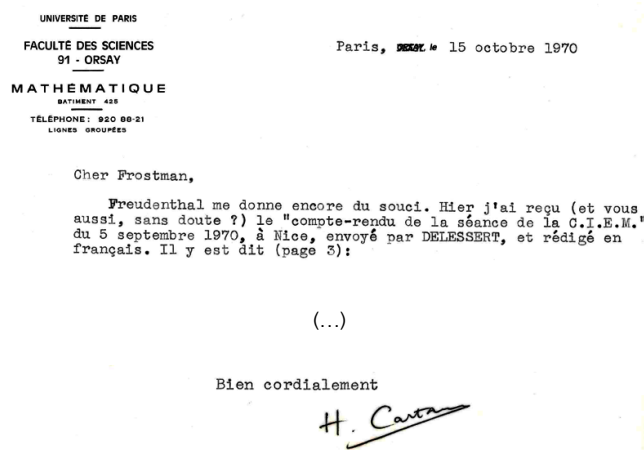 UNIVERSITÉ DE PARIS
FACULTÉ DES SCIENCES
91 - ORSAY
MATHÉMATIQUE
BATIMENT 425
TÉLÉPHONE : 920 88-21
LIGNES GROUPÉES
Paris, le 15 octobre 1970
Cher Frostman,
Freudenthal me donne encore du souci. Hier j'ai reçu (et vous
aussi, sans doute ?) le "compte-rendu de la séance de la C.I.E.M."
du 5 septembre 1970, à Nice, envoyé par DELESSERT, et rédigé en
français. Il y est dit (page 3):
(...)
Bien cordialement
H. Cartan